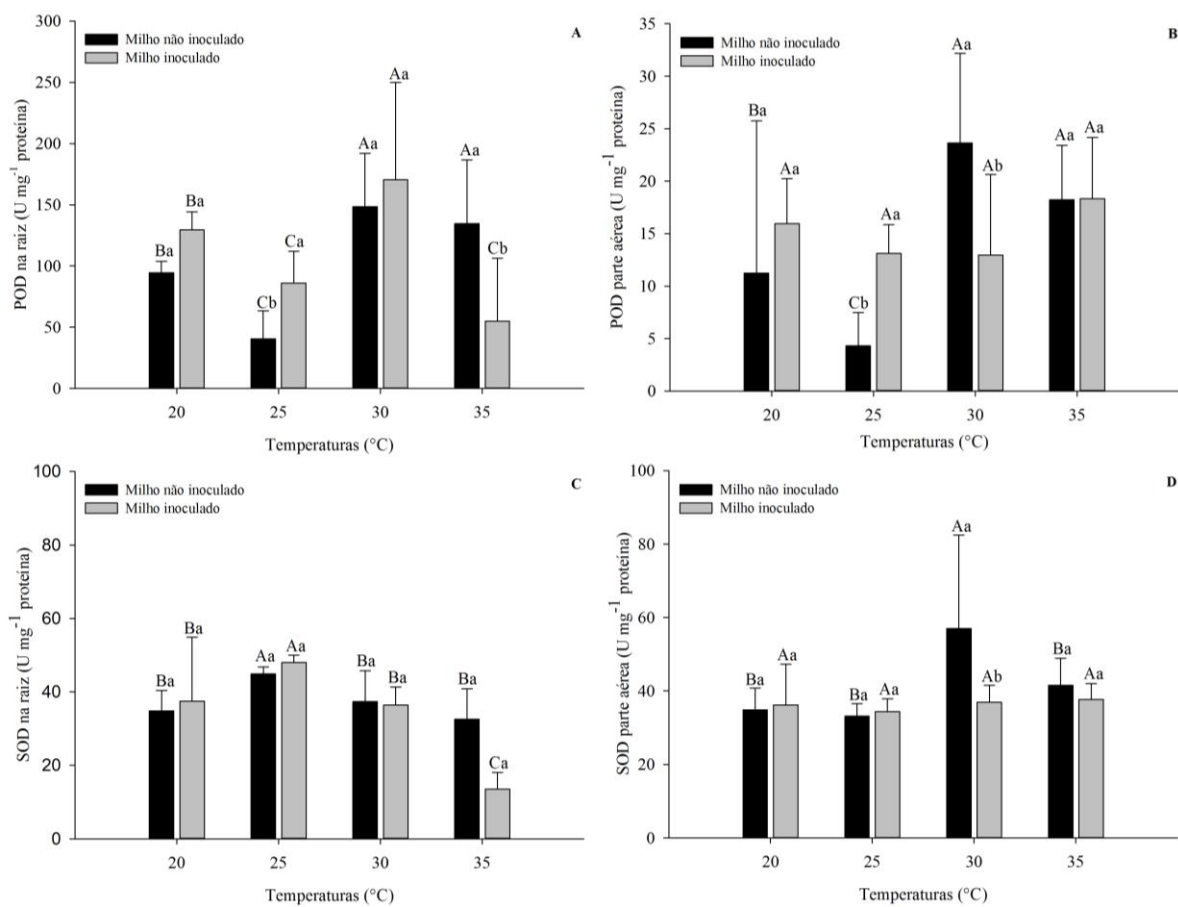 A
Milho não inoculado
Milho inoculado
POD na raiz (U mg-1 proteína)
300
250
200
150
100
50
0
Ba
Ba
Cb
Ca
Aa
Aa
Aa
Cb
20
25
30
35
Temperaturas (°C)
B
Milho não inoculado
Milho inoculado
POD parte aérea (U mg-1 proteína)
35
30
25
20
15
10
5
0
Ba
Aa
Cb
Aa
Aa
Ab
Aa
Aa
20
25
30
35
Temperaturas (°C)
C
Milho não inoculado
Milho inoculado
SOD na raiz (U mg-1 proteína)
100
80
60
40
20
0
Ba
Ba
Aa
Aa
Ba
Ba
Ba
Ca
20
25
30
35
Temperaturas (°C)
D
Milho não inoculado
Milho inoculado
SOD parte aérea (U mg-1 proteína)
100
80
60
40
20
0
Ba
Aa
Ba
Aa
Aa
Ab
Ba
Aa
20
25
30
35
Temperaturas (°C)